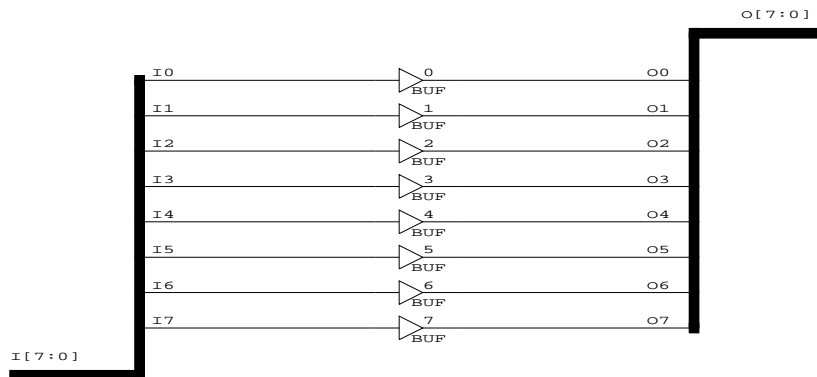 O[7:0]
I0 0 O0
BUF
I1 1 O1
BUF
I2 2 O2
BUF
I3 3 O3
BUF
I4 4 O4
BUF
I5 5 O5
BUF
I6 6 O6
BUF
I7 7 O7
BUF
I[7:0]